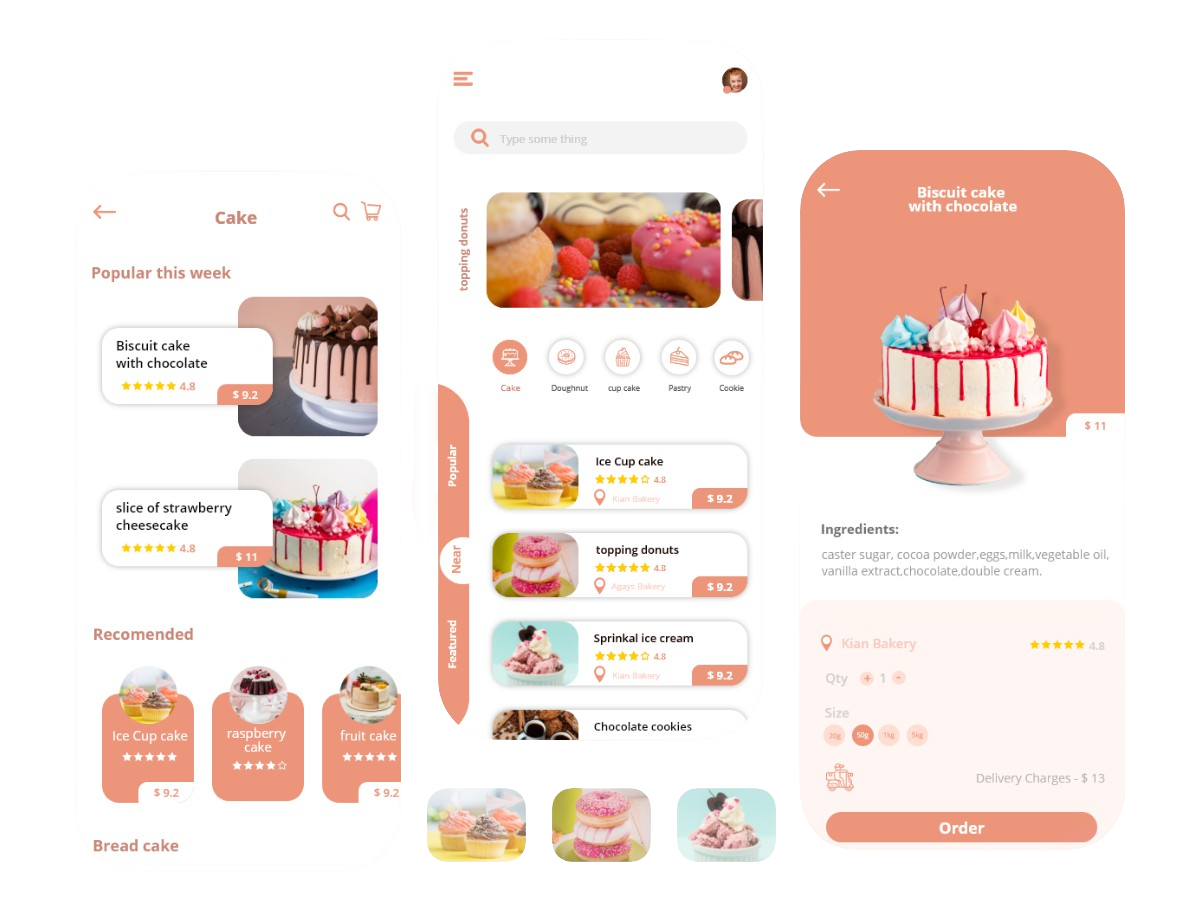 Cake
Popular this week
Biscuit cake
with chocolate
4.8
$ 9.2
slice of strawberry
cheesecake
4.8
$ 11
Recomended
Ice Cup cake
$ 9.2
raspberry
cake
fruit cake
$ 9.2
Bread cake
Type some thing
topping donuts
Cake
Doughnut
cup cake
Pastry
Cookie
Popular
Near
Featured
Ice Cup cake
4.8
Kian Bakery
$ 9.2
topping donuts
4.8
Agays Bakery
$ 9.2
Sprinkal ice cream
4.8
Kian Bakery
$ 9.2
Chocolate cookies
Biscuit cake
with chocolate
$ 11
Ingredients:
caster sugar, cocoa powder,eggs,milk,vegetable oil,
vanilla extract,chocolate,double cream.
Kian Bakery
4.8
Qty + 1 -
Size
20g 50g 1kg 5kg
Delivery Charges - $ 13
Order